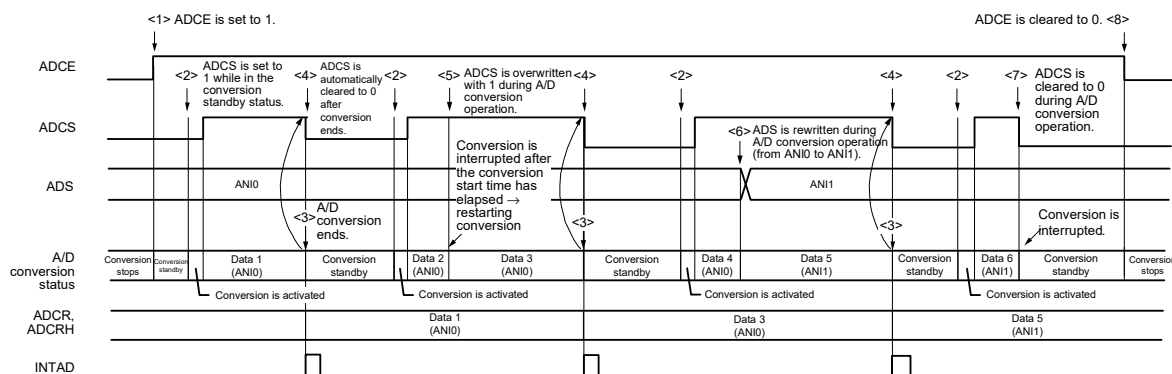 <1> ADCE is set to 1.
ADCE is cleared to 0. <8>
ADCE
<2>
ADCS is set to
1 while in the
conversion
standby status.
<4>
ADCS is
automatically
cleared to 0
after
conversion
ends.
<2>
<5>
ADCS is overwritten
with 1 during A/D
conversion
operation.
<4>
<2>
<4>
<2>
<7>
ADCS is
cleared to 0
during A/D
conversion
operation.
ADCS
<6>
ADS is rewritten during
A/D conversion operation
(from ANI0 to ANI1).
Conversion is
interrupted after
the conversion
start time has
elapsed →
restarting
conversion
ADS
ANI0
ANI1
<3>
A/D
conversion
ends.
<3>
<3>
Conversion is
interrupted.
A/D
conversion
status
Conversion
stops
Conversion
standby
Data 1
(ANI0)
Conversion
standby
Data 2
(ANI0)
Data 3
(ANI0)
Conversion
standby
Data 4
(ANI0)
Data 5
(ANI1)
Conversion
standby
Data 6
(ANI1)
Conversion
standby
Conversion
stops
Conversion is activated
Conversion is activated
Conversion is activated
Conversion is activated
ADCR,
ADCRH
Data 1
(ANI0)
Data 3
(ANI0)
Data 5
(ANI1)
INTAD